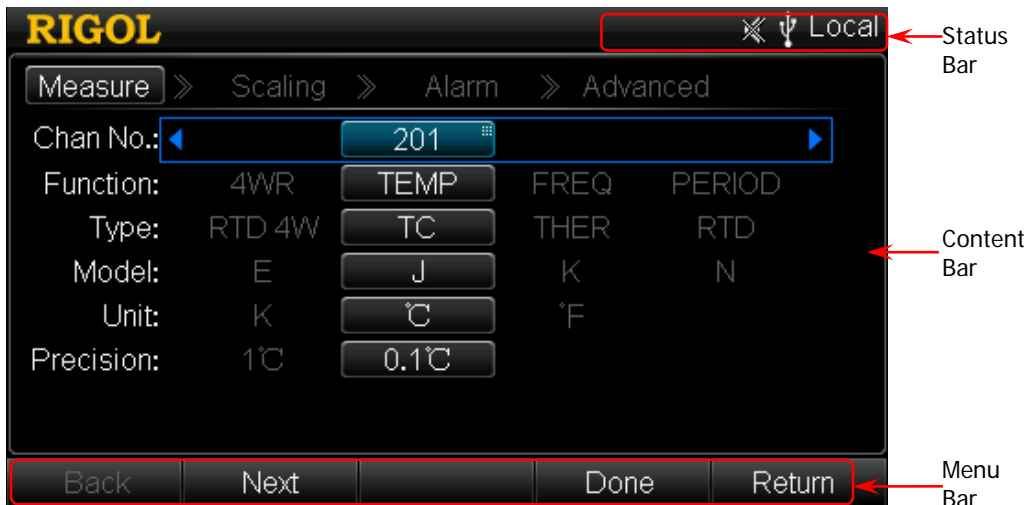 RIGOL Local
Status
Bar
Measure » Scaling » Alarm » Advanced
Chan No.: 201
Function: 4WR TEMP FREQ PERIOD
Type: RTD 4W TC THER RTD
Content
Bar
Model: E J K N
Unit: K ℃ °F
Precision: 1℃ 0.1℃
Back Next Done Return
Menu
Bar